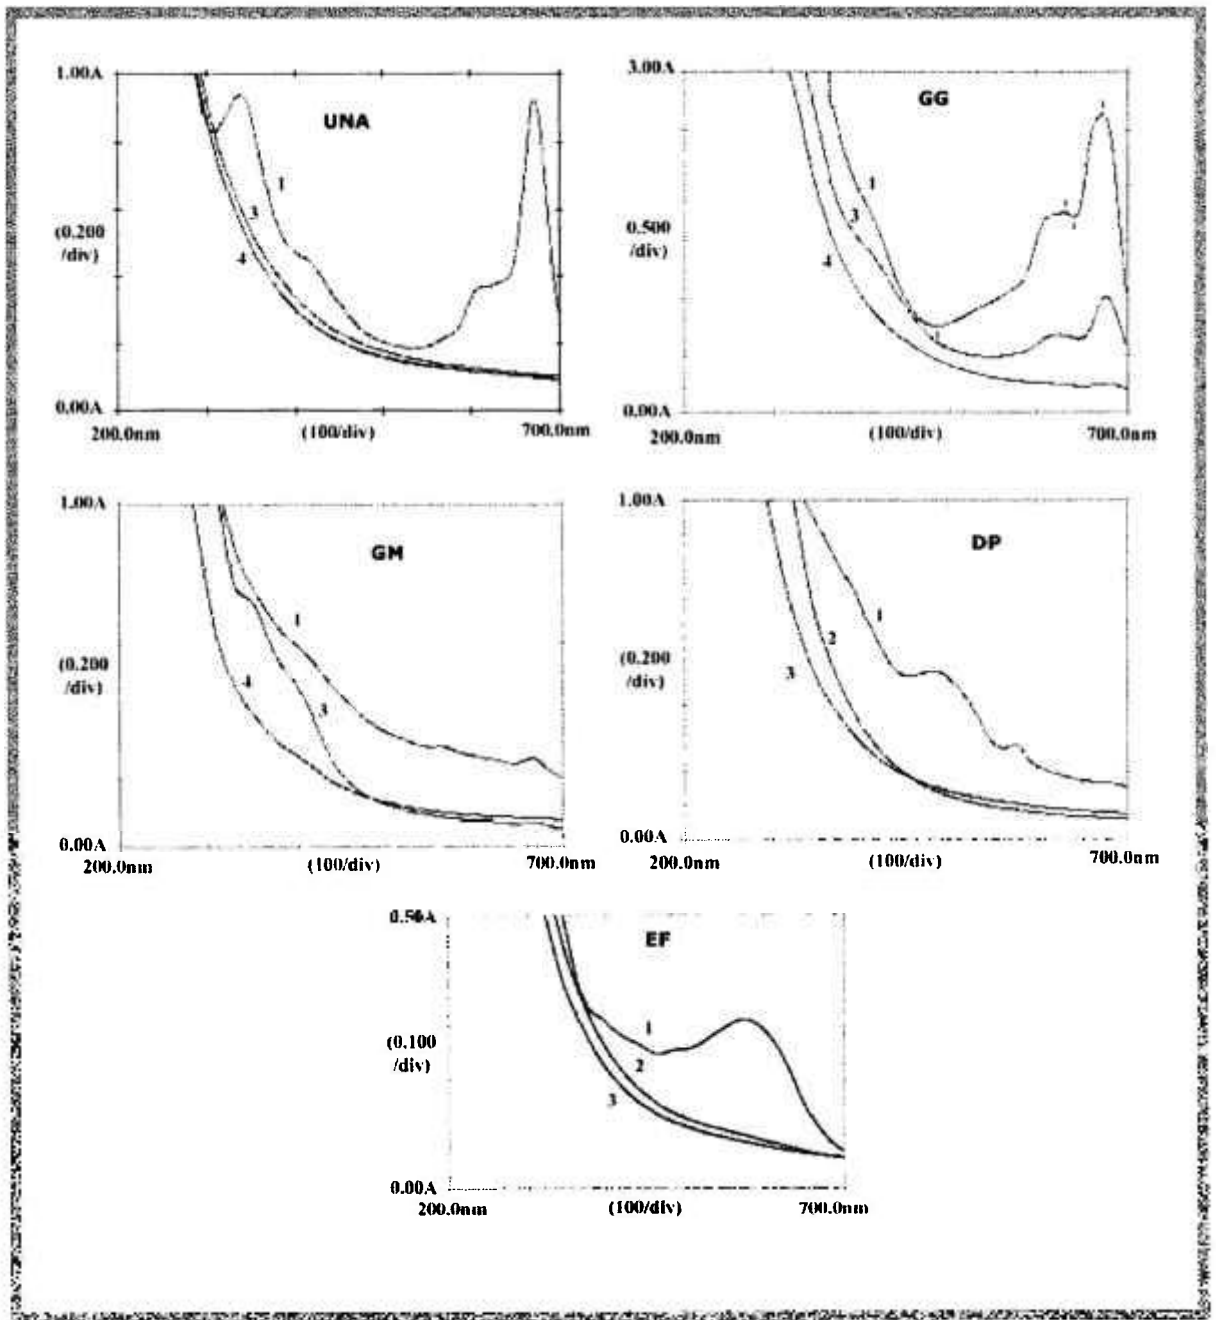 1.00A
UNA
1
3
(0.200
/div)
4
0.00A
200.0nm
(100/div)
700.0nm
3.00A
GG
1
3
0.500
/div)
4
0.00A
200.0nm
(100/div)
700.0nm
1.00A
GM
1
(0.200
/div)
4
3
0.00A
200.0nm
(100/div)
700.0nm
1.00A
DP
1
2
(0.200
/div)
3
0.00A
200.0nm
(100/div)
700.0nm
0.50A
EF
1
(0.100
/div)
2
3
0.00A
200.0nm
(100/div)
700.0nm